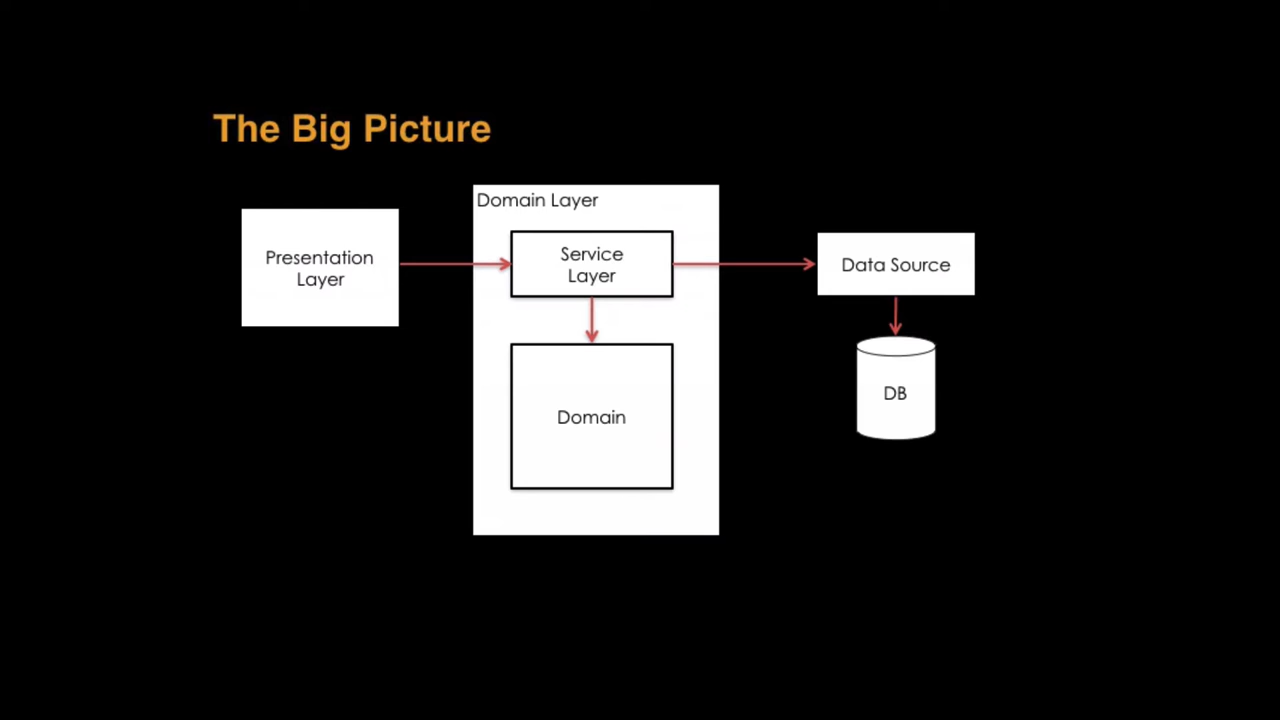 The Big Picture
Domain Layer
Presentation
Layer
Service
Layer
Data Source
Domain
DB